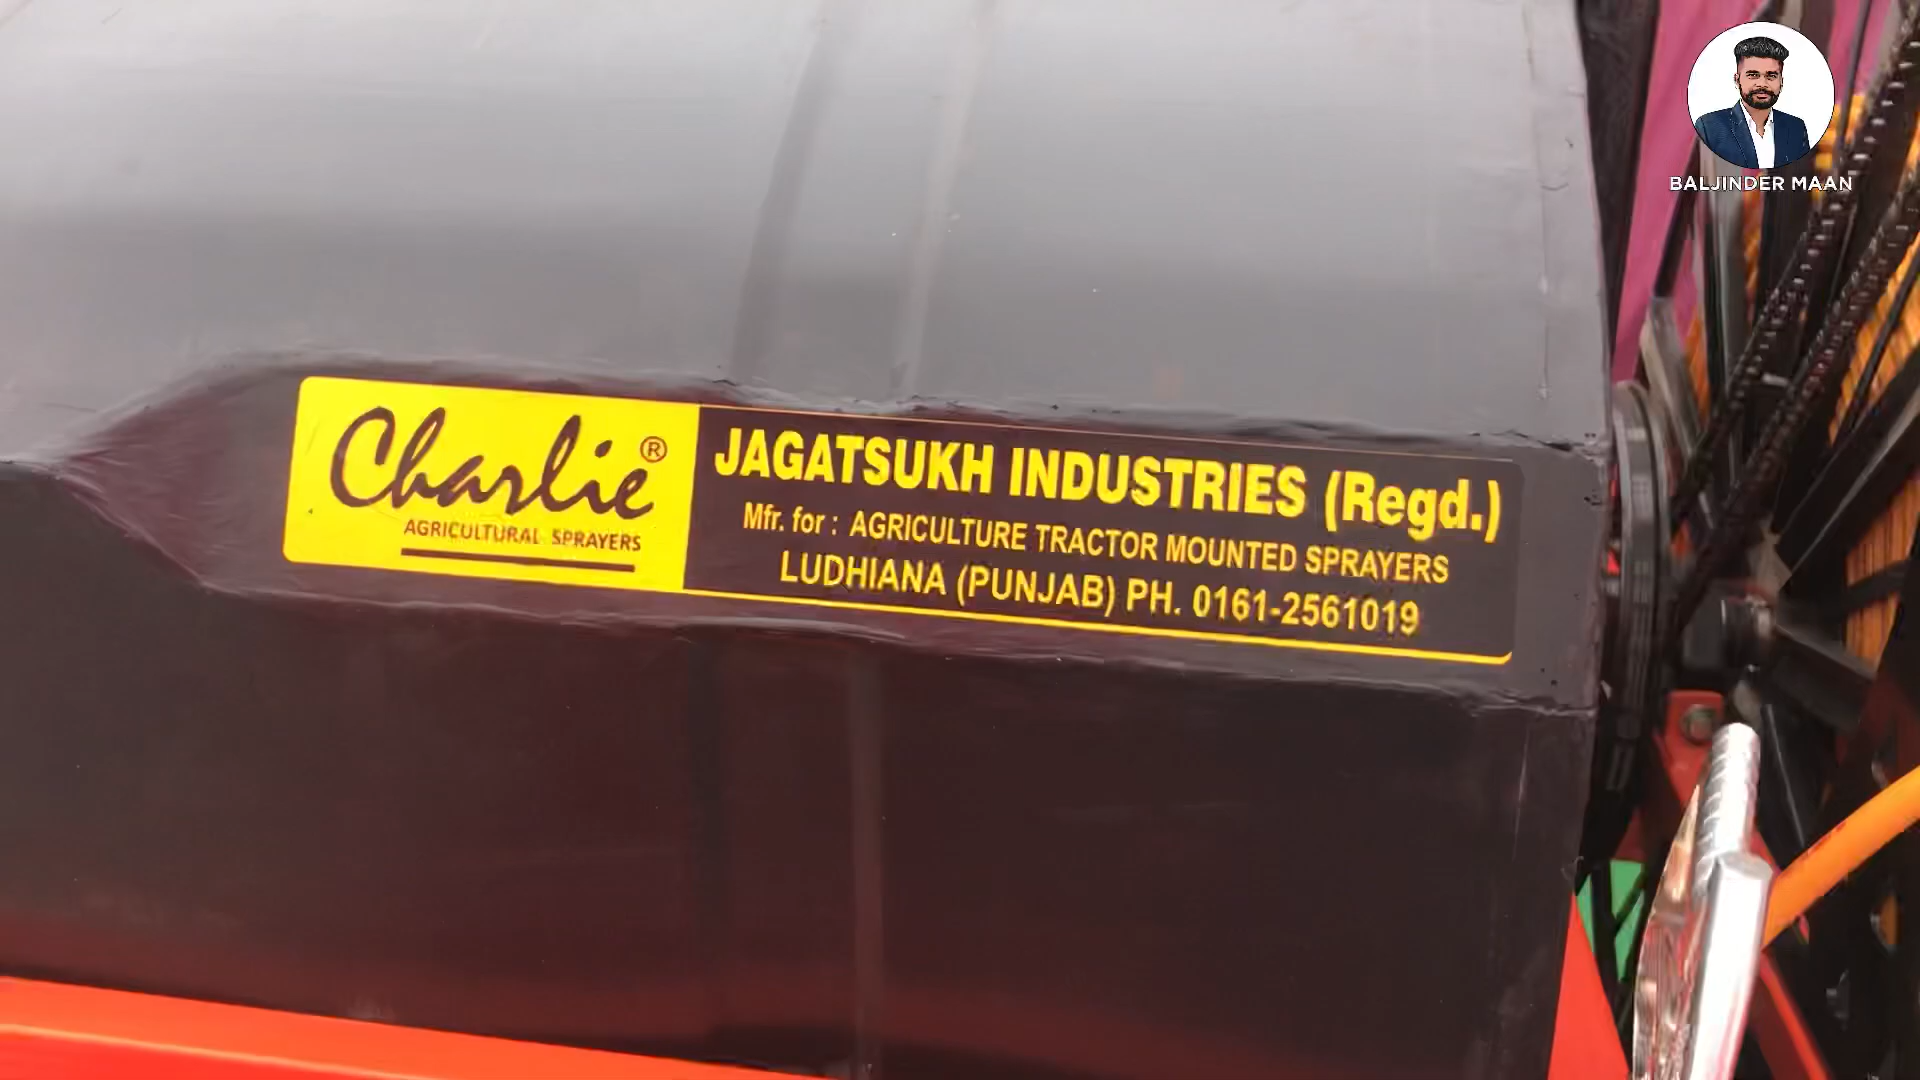 BALJINDER MAAN
Charlie®
AGRICULTURAL SPRAYERS
JAGATSUKH INDUSTRIES (Regd.)
Mfr. for : AGRICULTURE TRACTOR MOUNTED SPRAYERS
LUDHIANA (PUNJAB) PH. 0161-2561019